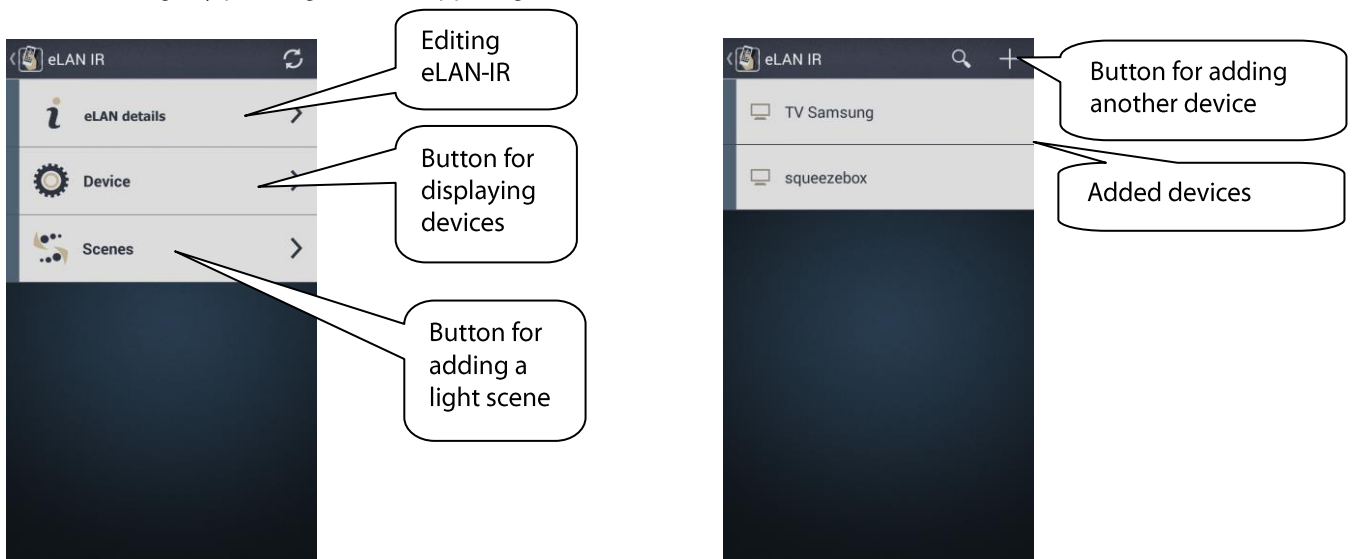 eLAN IR
eLAN details
Device
Scenes
Editing
eLAN-IR
Button for
displaying
devices
Button for
adding a
light scene
eLAN IR
TV Samsung
squeezebox
Button for adding
another device
Added devices